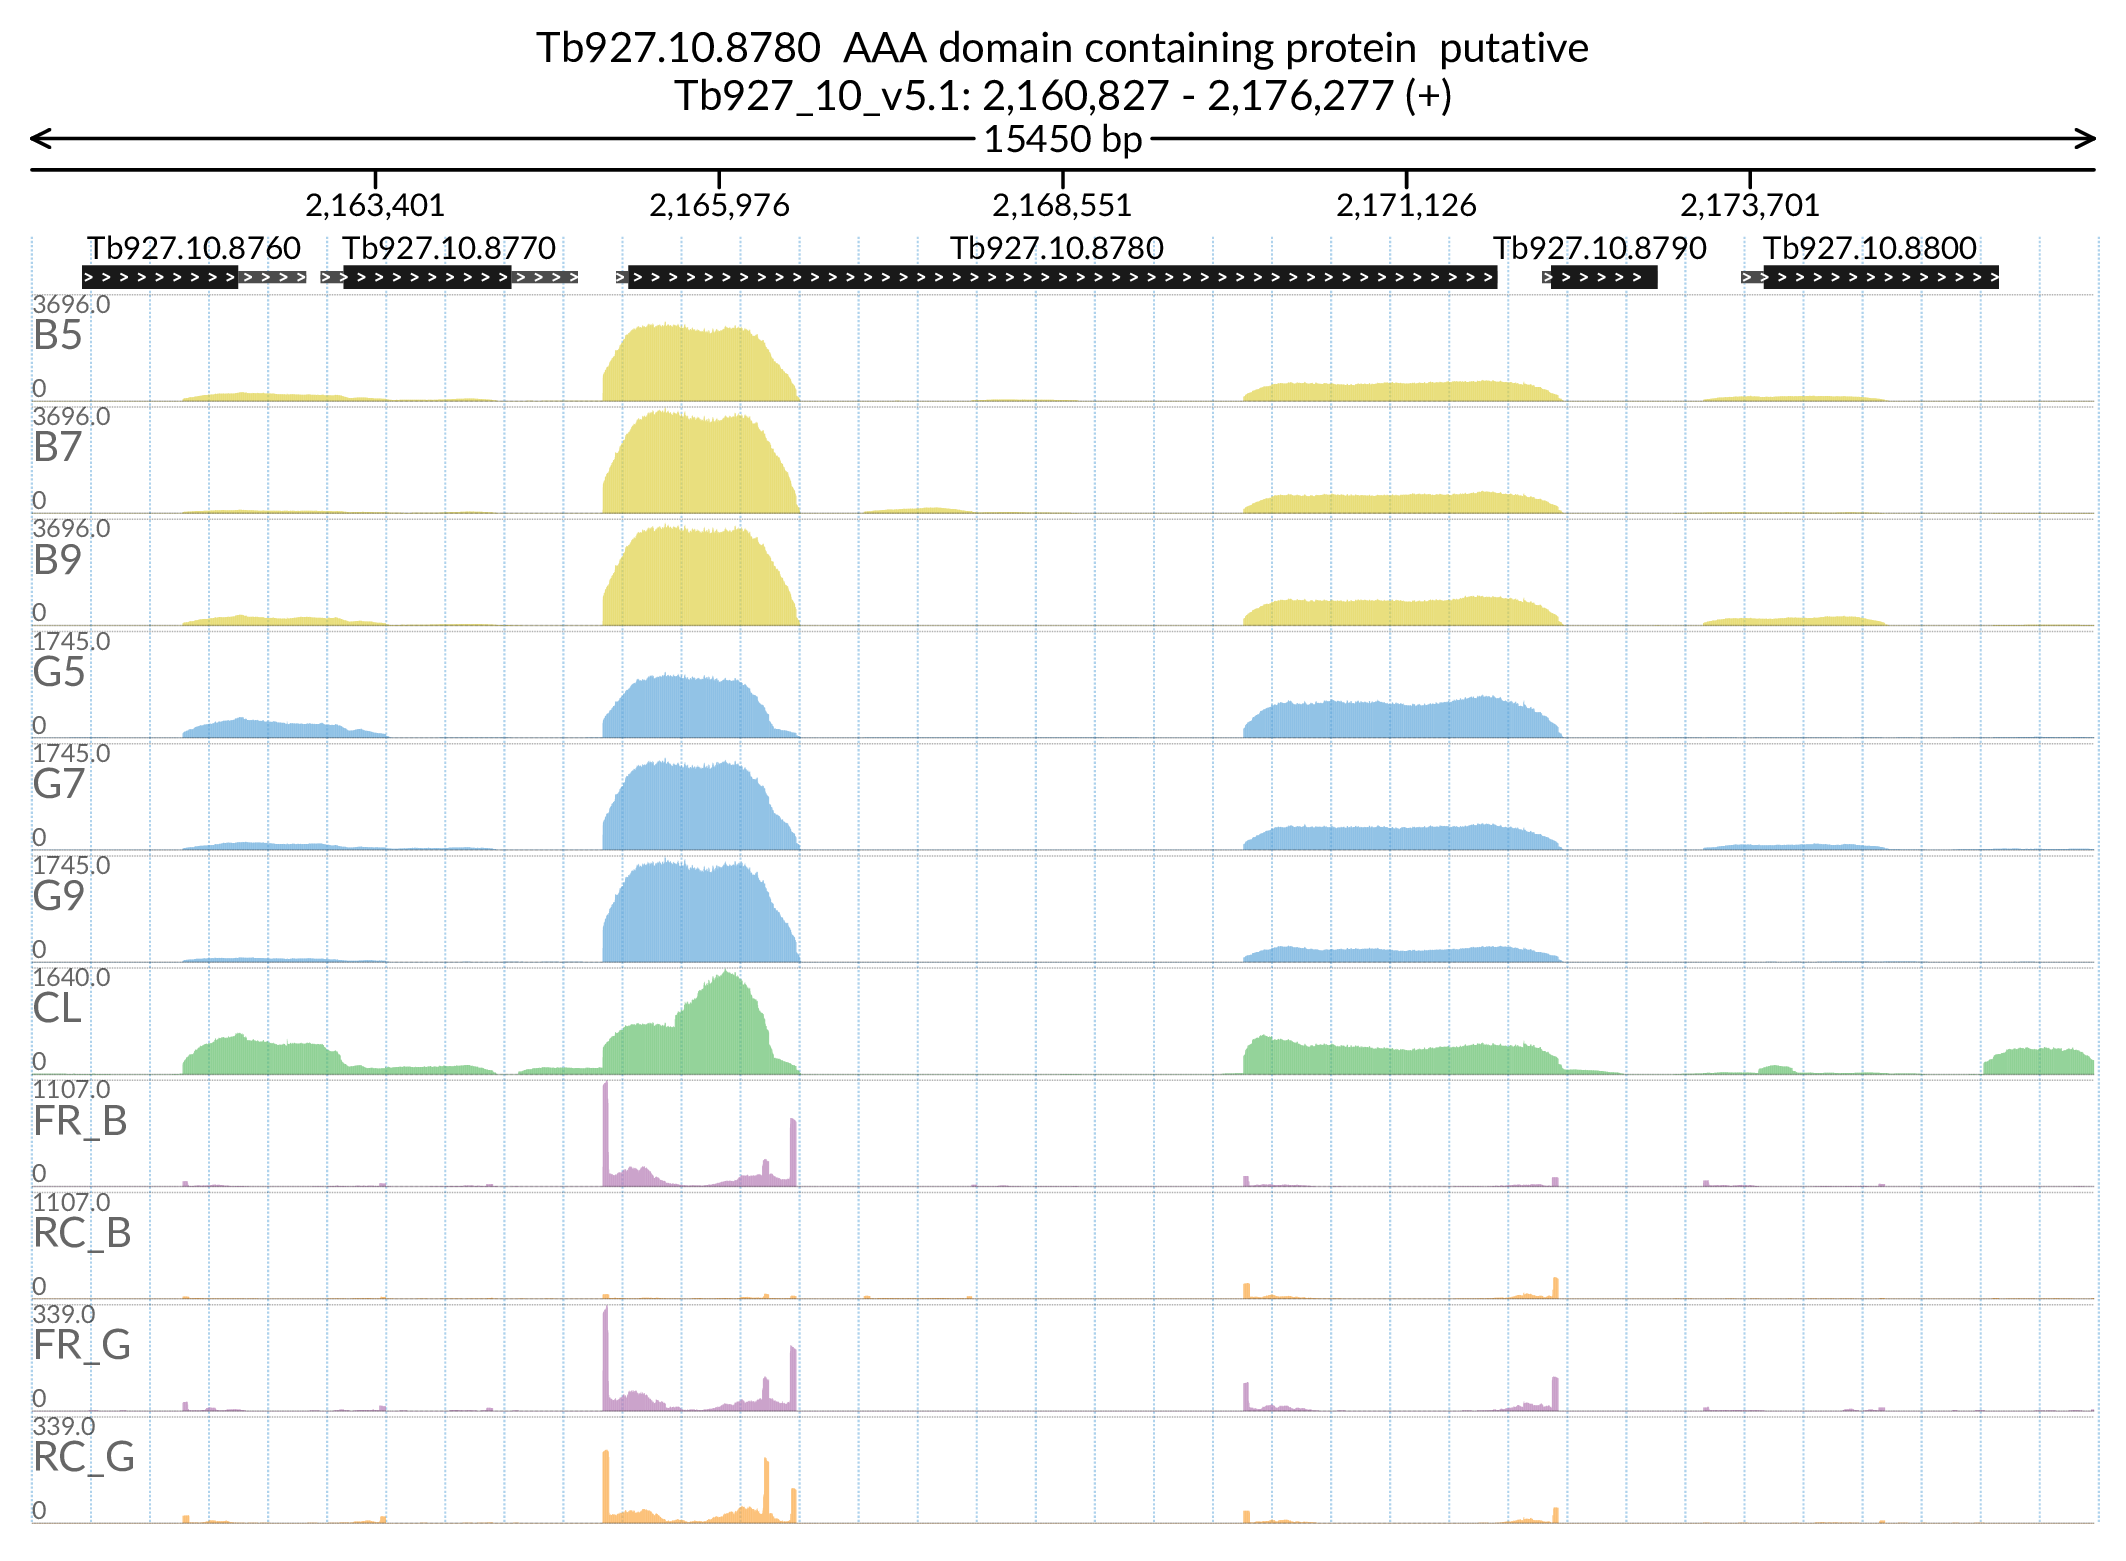 Tb927.10.8780  AAA domain containing protein  putative
Tb927_10_v5.1: 2,160,827 - 2,176,277 (+)
15450 bp
2,163,401 2,165,976 2,168,551 2,171,126 2,173,701
Tb927.10.8760 Tb927.10.8770 Tb927.10.8780 Tb927.10.8790 Tb927.10.8800
3696.0
B5
0
3696.0
B7
0
3696.0
B9
0
1745.0
G5
0
1745.0
G7
0
1745.0
G9
0
1640.0
CL
0
1107.0
FR_B
0
1107.0
RC_B
0
339.0
FR_G
0
339.0
RC_G
0